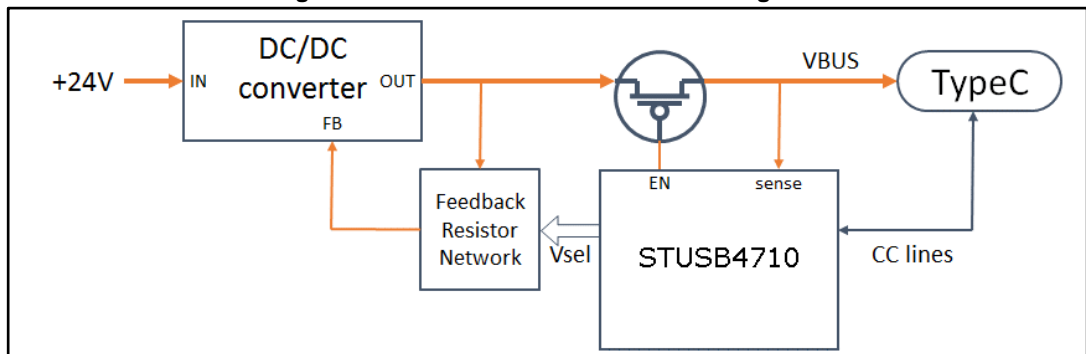 DC/DC
converter
+24V
IN
OUT
FB
VBUS
TypeC
EN
sense
Feedback
Resistor
Network
Vsel
STUSB4710
CC lines